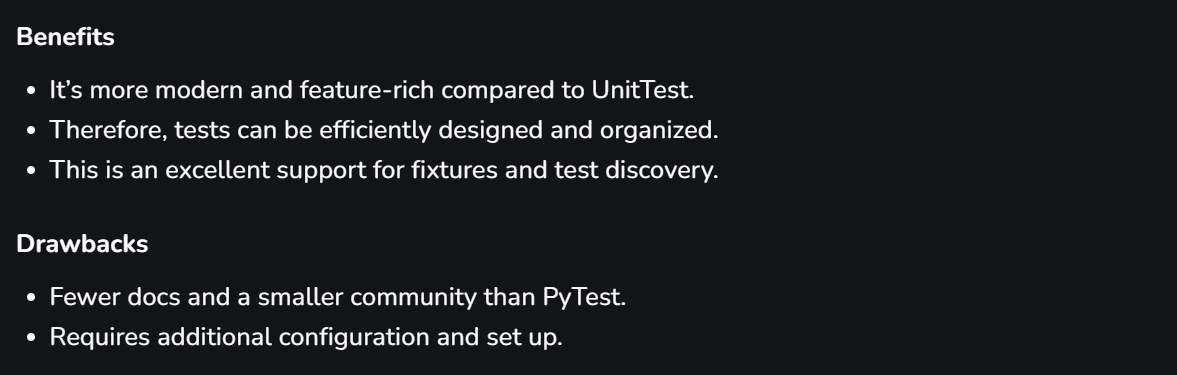 Benefits
• It’s more modern and feature-rich compared to UnitTest.
• Therefore, tests can be efficiently designed and organized.
• This is an excellent support for fixtures and test discovery.
Drawbacks
• Fewer docs and a smaller community than PyTest.
• Requires additional configuration and set up.